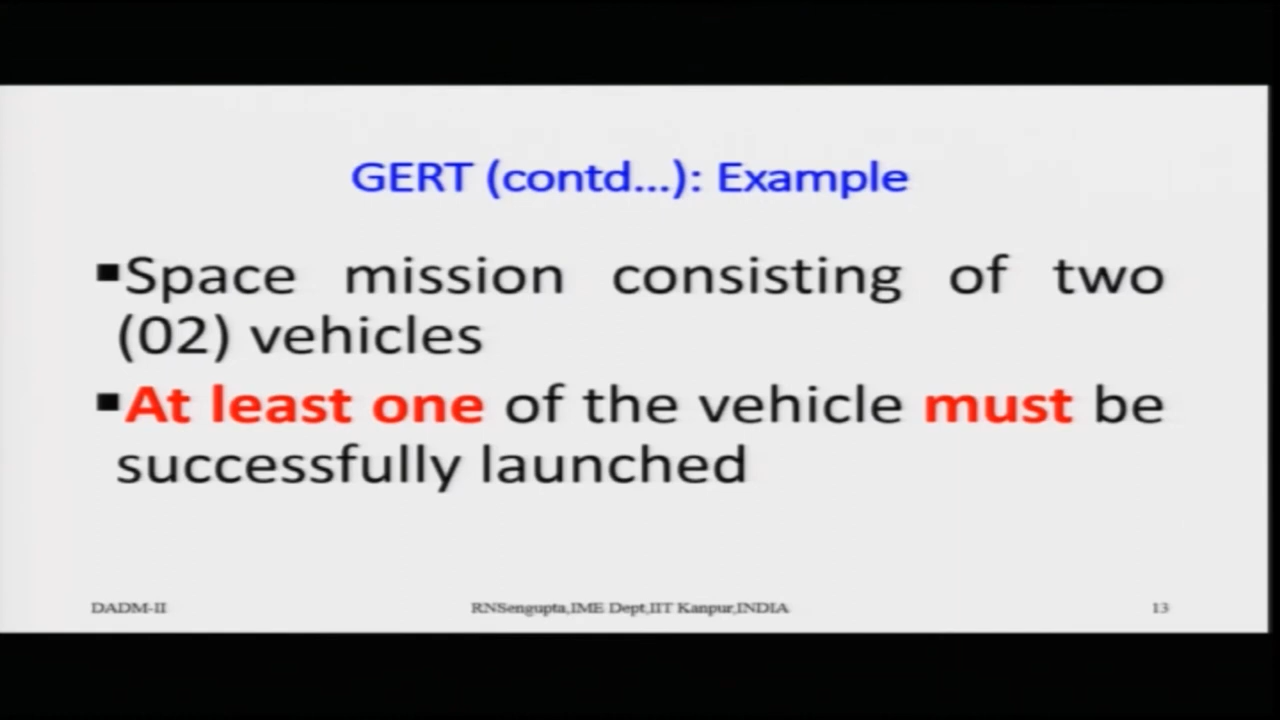 GERT (contd...): Example
▪Space mission consisting of two
(02) vehicles
▪At least one of the vehicle must be
successfully launched
DADM-II
RNSengupta,IME Dept,IIT Kanpur,INDIA
13